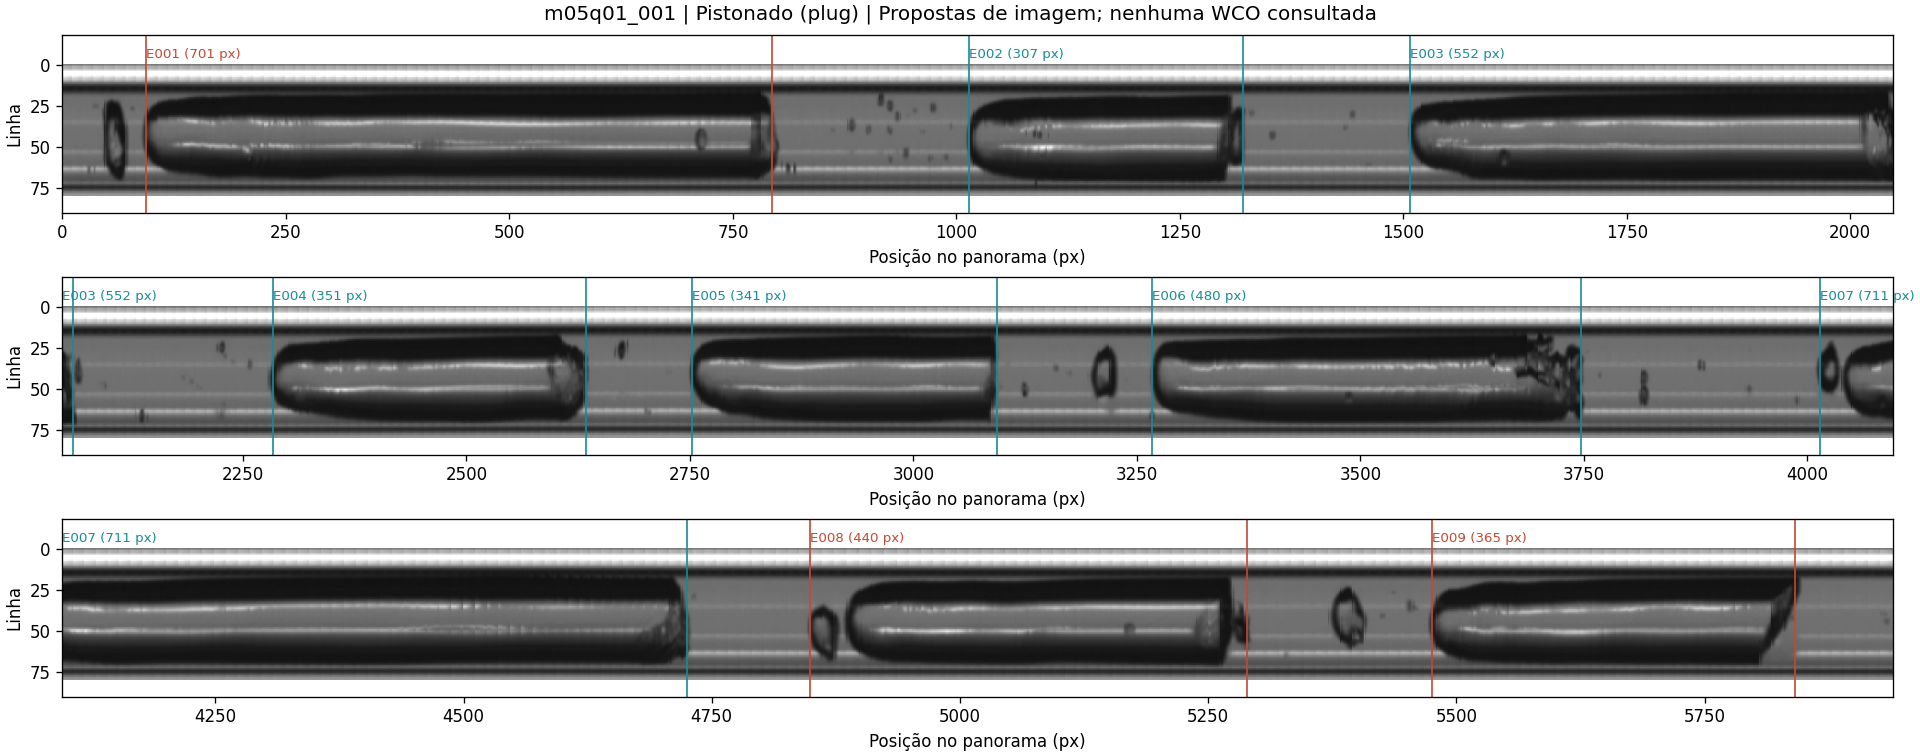 m05q01_001 | Pistonado (plug) | Propostas de imagem; nenhuma WCO consultada
E001 (701 px) E002 (307 px) E003 (552 px)
0
25
50
75
Linha
0 250 500 750 1000 1250 1500 1750 2000
Posição no panorama (px)
E003 (552 px) E004 (351 px) E005 (341 px) E006 (480 px) E007 (711 px)
0
25
50
75
Linha
2250 2500 2750 3000 3250 3500 3750 4000
Posição no panorama (px)
E007 (711 px) E008 (440 px) E009 (365 px)
0
25
50
75
Linha
4250 4500 4750 5000 5250 5500 5750
Posição no panorama (px)